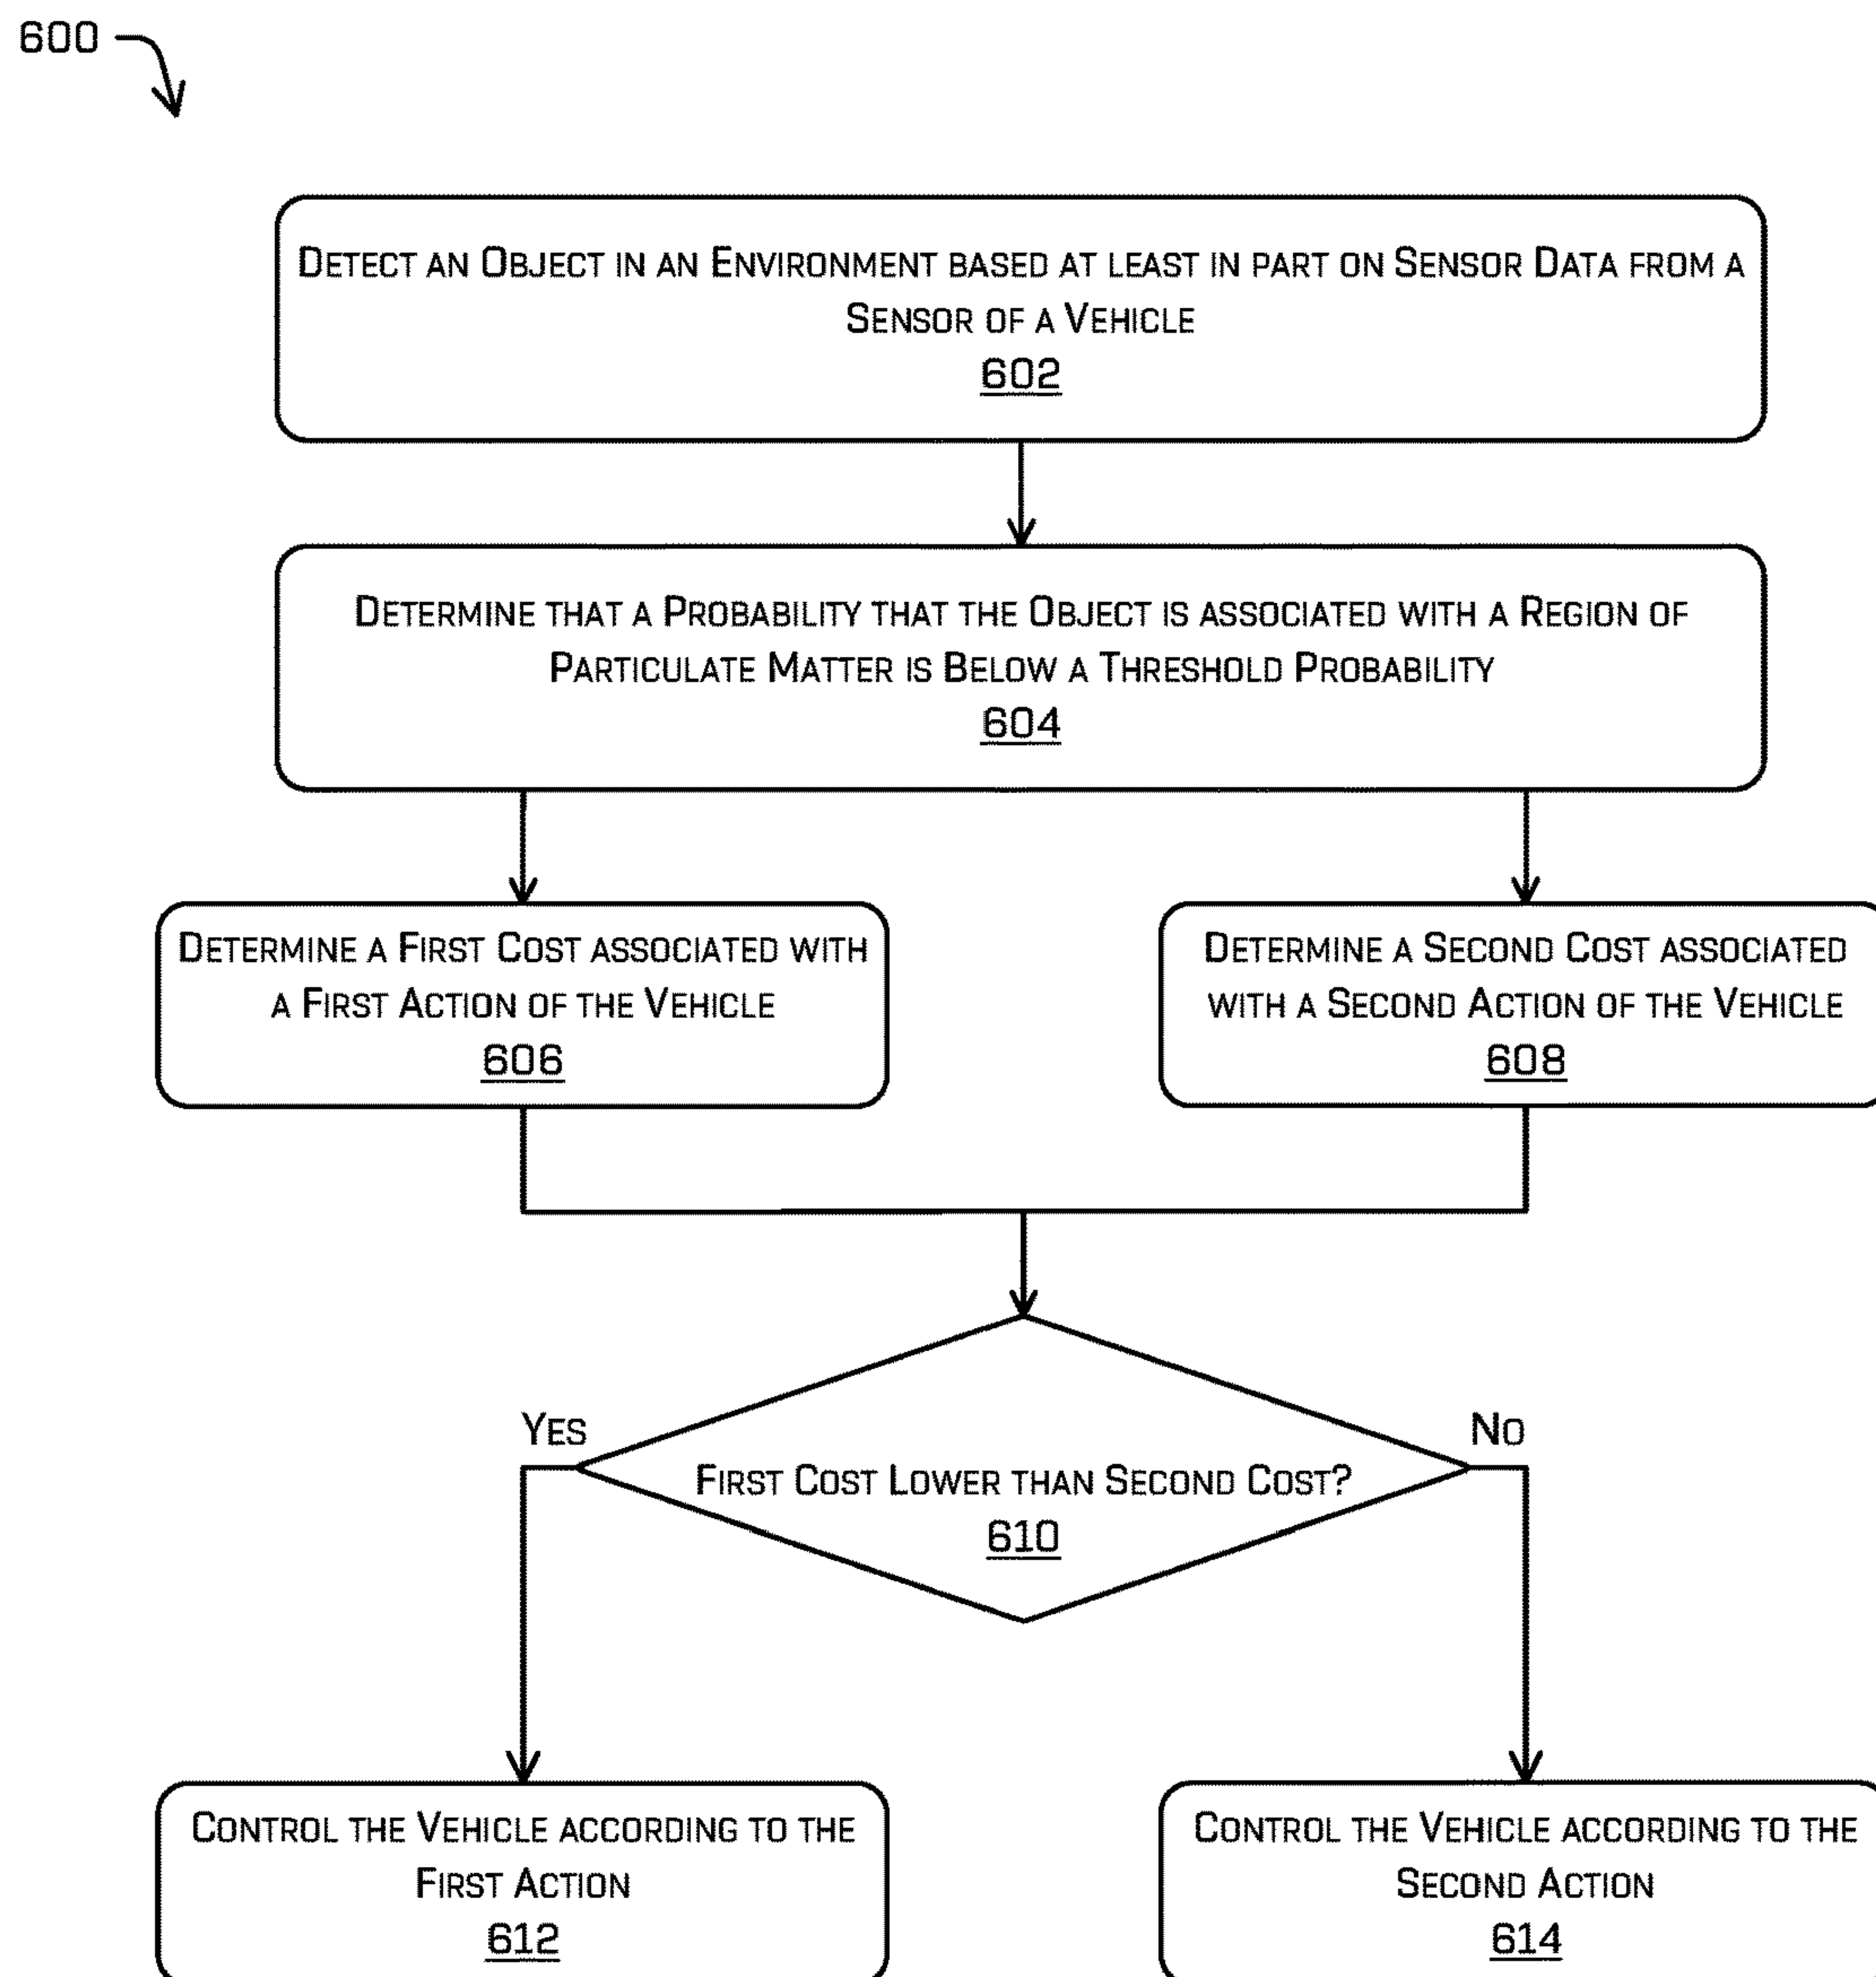 600
DETECT AN OBJECT IN AN ENVIRONMENT BASED AT LEAST IN PART ON SENSOR DATA FROM A
SENSOR OF A VEHICLE
602
DETERMINE THAT A PROBABILITY THAT THE OBJECT IS ASSOCIATED WITH A REGION OF
PARTICULATE MATTER IS BELOW A THRESHOLD PROBABILITY
604
DETERMINE A FIRST COST ASSOCIATED WITH
A FIRST ACTION OF THE VEHICLE
606
DETERMINE A SECOND COST ASSOCIATED
WITH A SECOND ACTION OF THE VEHICLE
608
YES
NO
FIRST COST LOWER THAN SECOND COST?
610
CONTROL THE VEHICLE ACCORDING TO THE
FIRST ACTION
612
CONTROL THE VEHICLE ACCORDING TO THE
SECOND ACTION
614